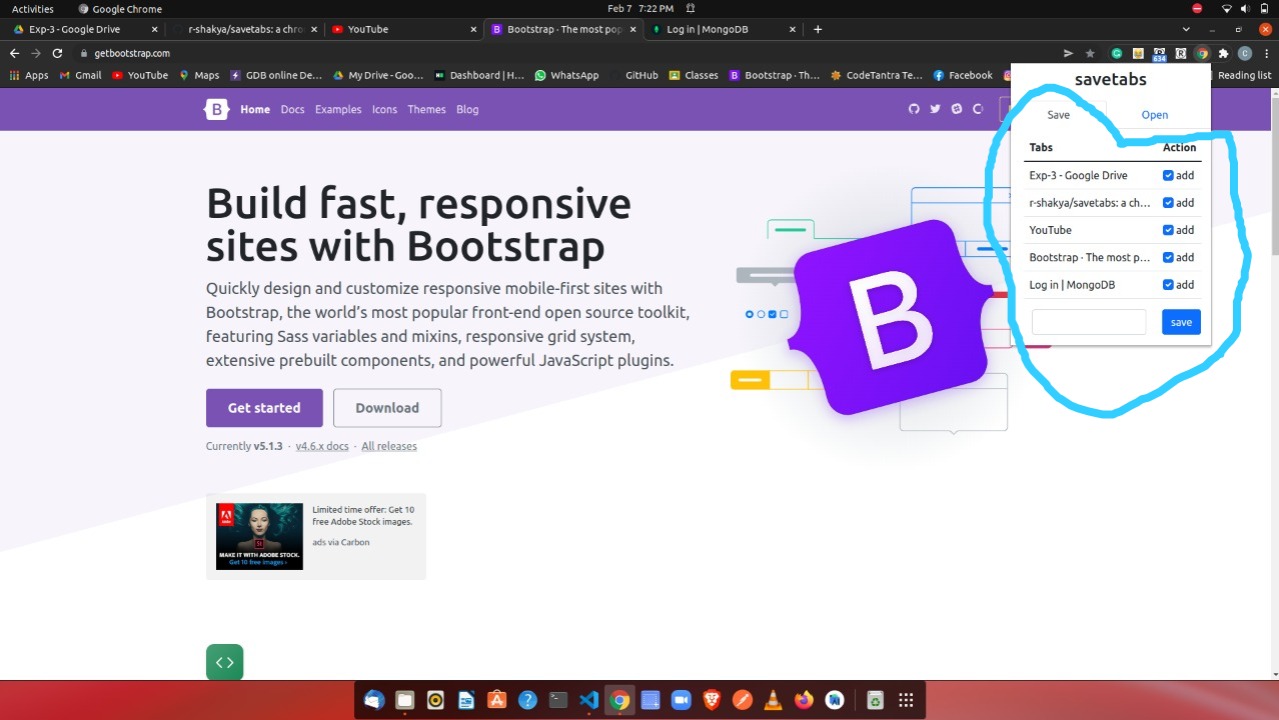 Activities
Google Chrome
Feb 7 7:22 PM
Exp-3 - Google Drive
r-shakya/savetabs: a chro
YouTube
Bootstrap · The most pop
Log in | MongoDB
getbootstrap.com
634
C
Apps
Gmail
YouTube
Maps
GDB online De...
My Drive - Goo...
Dashboard | H...
WhatsApp
GitHub
Classes
Bootstrap · Th...
CodeTantra Te...
Facebook
Reading list
B
Home
Docs
Examples
Icons
Themes
Blog
savetabs
Save
Open
Tabs
Action
Exp-3 - Google Drive
add
r-shakya/savetabs: a ch...
add
YouTube
add
Bootstrap · The most p...
add
Log in | MongoDB
add
save
Build fast, responsive
sites with Bootstrap
Quickly design and customize responsive mobile-first sites with
Bootstrap, the world's most popular front-end open source toolkit,
featuring Sass variables and mixins, responsive grid system,
extensive prebuilt components, and powerful JavaScript plugins.
B
Get started
Download
Currently v5.1.3 · v4.6.x docs · All releases
Adobe
St
MAKE IT WITH ADOBE STOCK.
Get 10 free images ›
Limited time offer: Get 10
free Adobe Stock images.
ads via Carbon